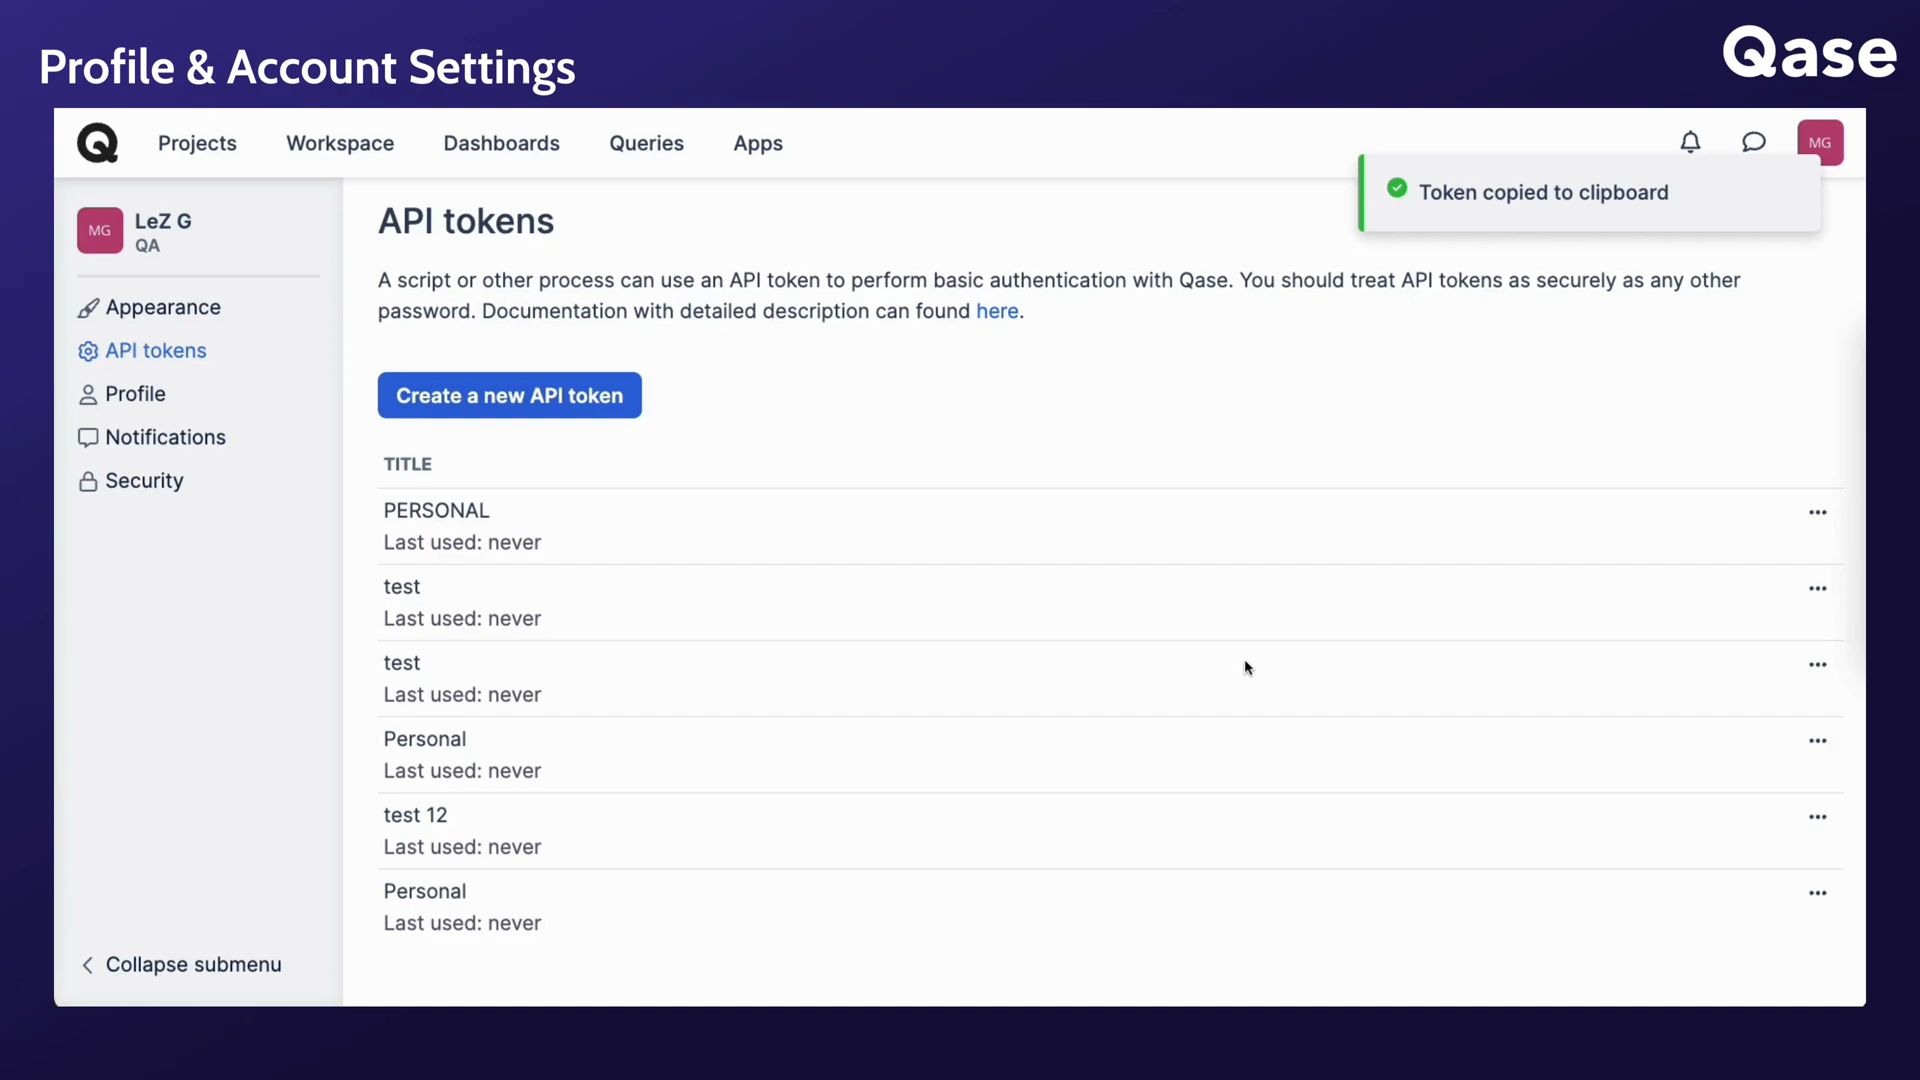 Profile & Account Settings
Qase
Projects
Workspace
Dashboards
Queries
Apps
MG
Token copied to clipboard
MG
LeZ G
QA
Appearance
API tokens
Profile
Notifications
Security
Collapse submenu
API tokens
A script or other process can use an API token to perform basic authentication with Qase. You should treat API tokens as securely as any other
password. Documentation with detailed description can found here.
Create a new API token
TITLE
PERSONAL
Last used: never
test
Last used: never
test
Last used: never
Personal
Last used: never
test 12
Last used: never
Personal
Last used: never